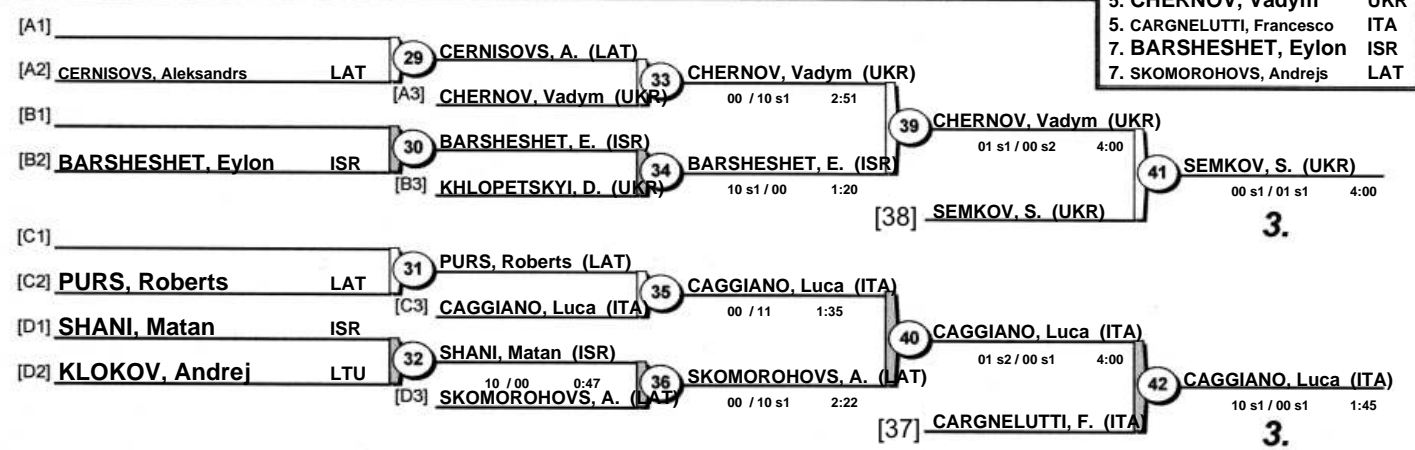 5. CHERNOV, Vadym UKR
5. CARGNELUTTI, Francesco ITA
7. BARSHESHET, Eylon ISR
7. SKOMOROHOVS, Andrejs LAT
[A1]
[A2] CERNISOVS, Aleksandrs LAT
29 CERNISOVS, A. (LAT)
[A3] CHERNOV, Vadym (UKR)
33 CHERNOV, Vadym (UKR)
00 / 10 s1 2:51
[B1]
[B2] BARSHESHET, Eylon ISR
30 BARSHESHET, E. (ISR)
[B3] KHLOPETSKYI, D. (UKR)
34 BARSHESHET, E. (ISR)
10 s1 / 00 1:20
39 CHERNOV, Vadym (UKR)
01 s1 / 00 s2 4:00
[38] SEMKOV, S. (UKR)
41 SEMKOV, S. (UKR)
00 s1 / 01 s1 4:00
3.
[C1]
[C2] PURS, Roberts LAT
31 PURS, Roberts (LAT)
[C3] CAGGIANO, Luca (ITA)
35 CAGGIANO, Luca (ITA)
00 / 11 1:35
[D1] SHANI, Matan ISR
[D2] KLOKOV, Andrej LTU
32 SHANI, Matan (ISR)
10 / 00 0:47
[D3] SKOMOROHOVS, A. (LAT)
36 SKOMOROHOVS, A. (LAT)
00 / 10 s1 2:22
40 CAGGIANO, Luca (ITA)
01 s2 / 00 s1 4:00
[37] CARGNELUTTI, F. (ITA)
42 CAGGIANO, Luca (ITA)
10 s1 / 00 s1 1:45
3.